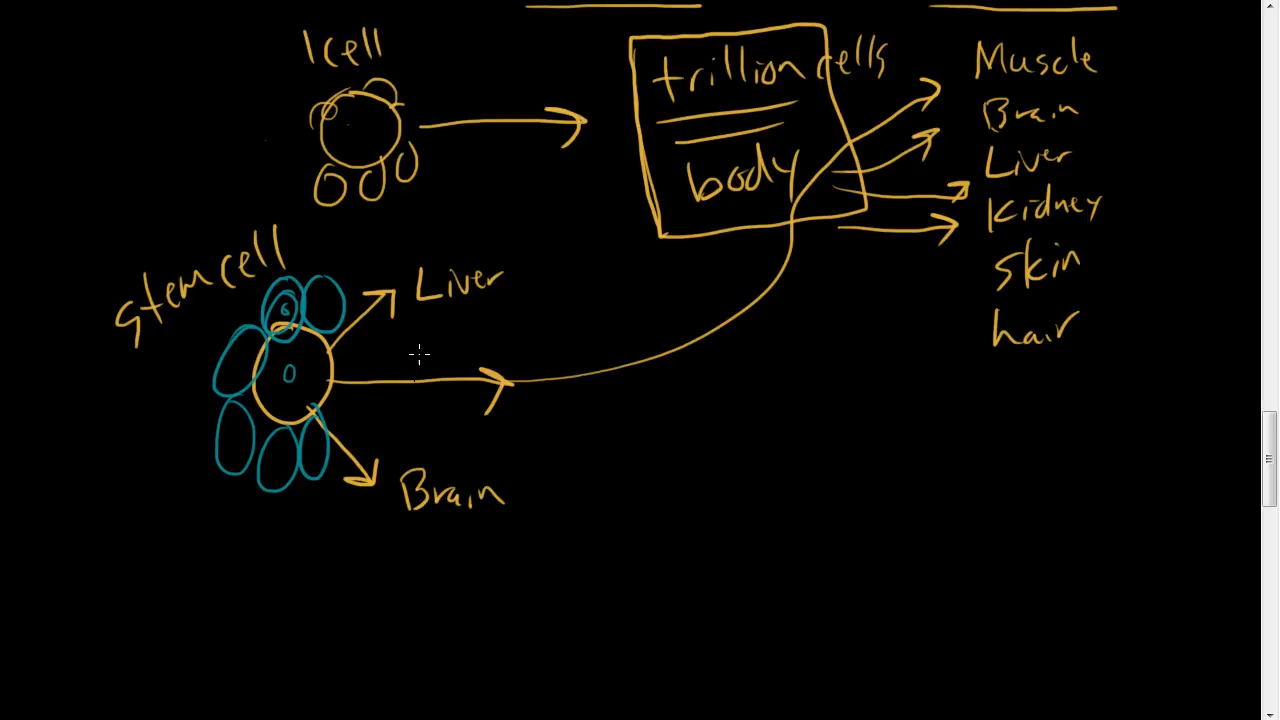 1 cell
trillion cells
body
Muscle
Brain
Liver
Kidney
skin
hair
stem cell
Liver
Brain